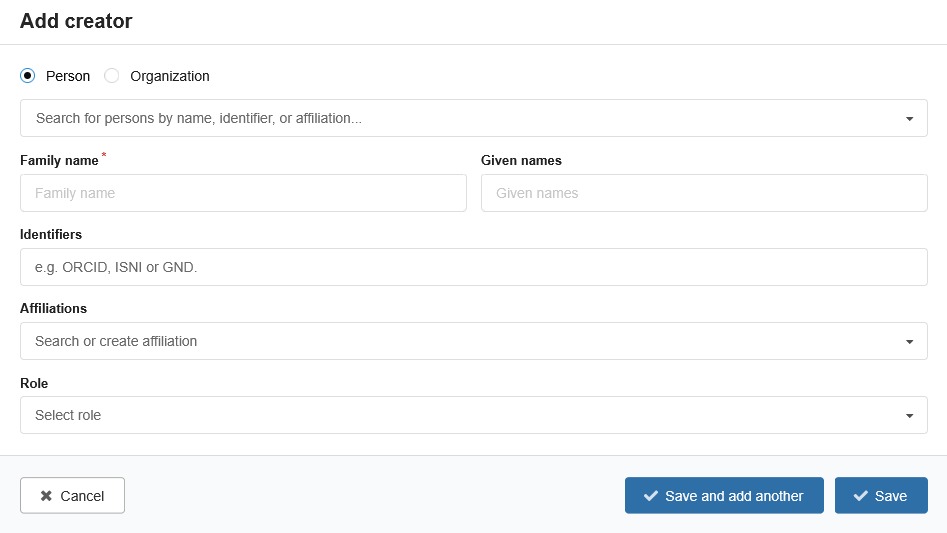 Add creator
Person Organization
Search for persons by name, identifier, or affiliation...
Family name * Given names
Family name Given names
Identifiers
e.g. ORCID, ISNI or GND.
Affiliations
Search or create affiliation
Role
Select role
Cancel Save and add another Save